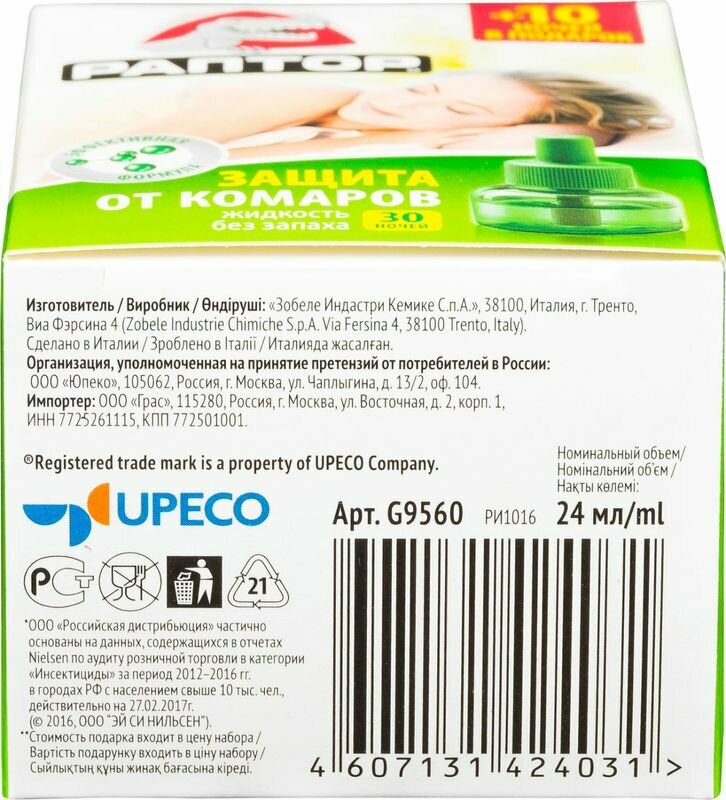 +10
НОЧЕЙ
В ПОДАРОК
РАПТОР®
ЭФФЕКТИВНАЯ
ФОРМУЛА
ЗАЩИТА
ОТ КОМАРОВ
ЖИДКОСТЬ
БЕЗ ЗАПАХА
30
НОЧЕЙ
Изготовитель / Виробник / Өндіруші: «Зобеле Индастри Кемике С.п.А.», 38100, Италия, г. Тренто,
Виа Фэрсина 4 (Zobele Industrie Chimiche S.p.A. Via Fersina 4, 38100 Trento, Italy).
Сделано в Италии / Зроблено в Італії / Италияда жасалған.
Организация, уполномоченная на принятие претензий от потребителей в России:
ООО «Юпеко», 105062, Россия, г. Москва, ул. Чаплыгина, д. 13/2, оф. 104.
Импортер: ООО «Грас», 115280, Россия, г. Москва, ул. Восточная, д. 2, корп. 1,
ИНН 7725261115, КПП 772501001.
®Registered trade mark is a property of UPECO Company.
Номинальный объем/
Номінальний об'єм /
Нақты көлемі:
UPECO
Арт. G9560 РИ1016 24 мл/ml
РСТ
21
*ООО «Российская дистрибьюция» частично
основаны на данных, содержащихся в отчетах
Nielsen по аудиту розничной торговли в категории
«Инсектициды» за период 2012–2016 гг.
в городах РФ с населением свыше 10 тыс. чел.,
действительно на 27.02.2017г.
(© 2016, ООО "ЭЙ СИ НИЛЬСЕН").
**Стоимость подарка входит в цену набора /
Вартість подарунку входить в ціну набору /
Сыйлықтың құны жинақ бағасына кіреді.
4 607131 424031